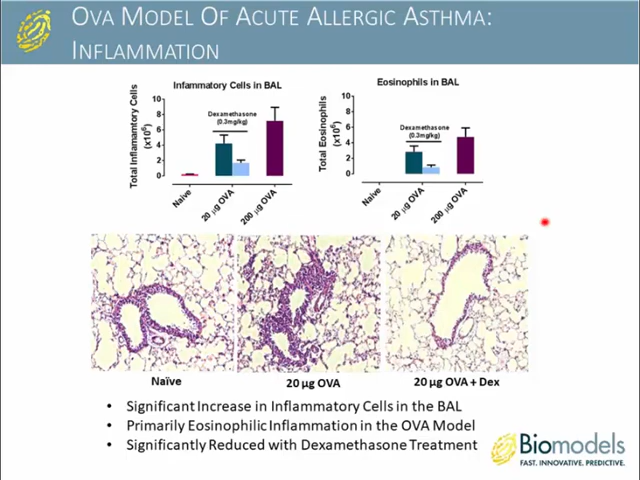 OVA MODEL OF ACUTE ALLERGIC ASTHMA:
INFLAMMATION
Infammatory Cells in BAL
Total Inflamamtory Cells
(x10⁶)
10
8
6
4
2
0
Dexamethasone
(0.3mg/kg)
Naive
20 µg OVA
200 µg OVA
Eosinophils in BAL
Total Eosinophils
(x10⁶)
10
8
6
4
2
0
Dexamethasone
(0.3mg/kg)
Naive
20 µg OVA
200 µg OVA
Naïve
20 µg OVA
20 µg OVA + Dex
• Significant Increase in Inflammatory Cells in the BAL
• Primarily Eosinophilic Inflammation in the OVA Model
• Significantly Reduced with Dexamethasone Treatment
Biomodels
FAST. INNOVATIVE. PREDICTIVE.